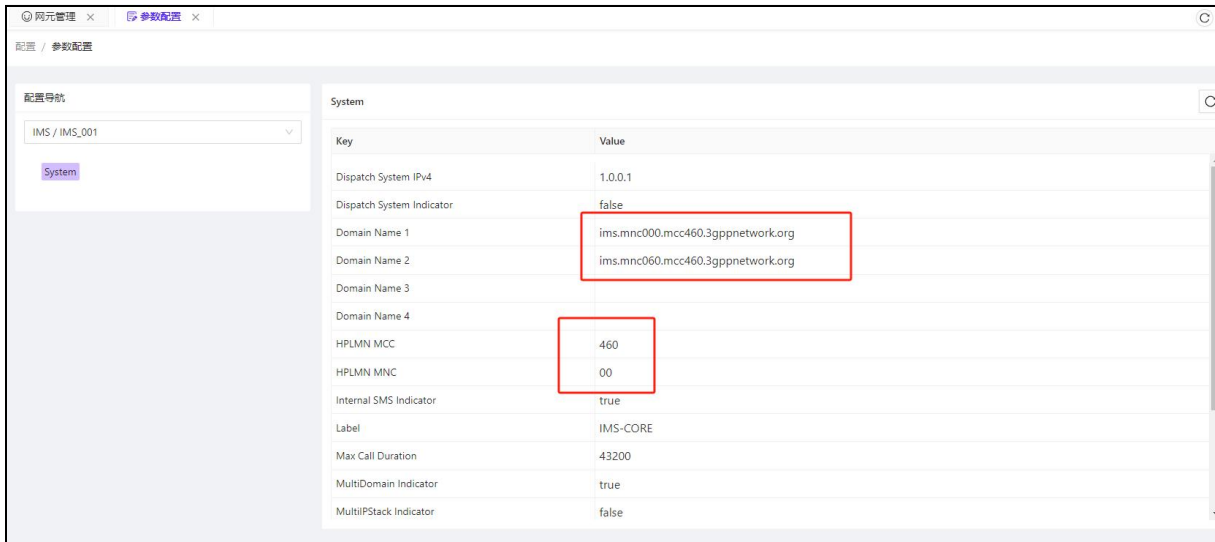 网元管理 × 参数配置 ×
配置 / 参数配置
配置导航
IMS / IMS_001
System
System
Key Value
Dispatch System IPv4 1.0.0.1
Dispatch System Indicator false
Domain Name 1 ims.mnc000.mcc460.3gppnetwork.org
Domain Name 2 ims.mnc060.mcc460.3gppnetwork.org
Domain Name 3
Domain Name 4
HPLMN MCC 460
HPLMN MNC 00
Internal SMS Indicator true
Label IMS-CORE
Max Call Duration 43200
MultiDomain Indicator true
MultiIPStack Indicator false